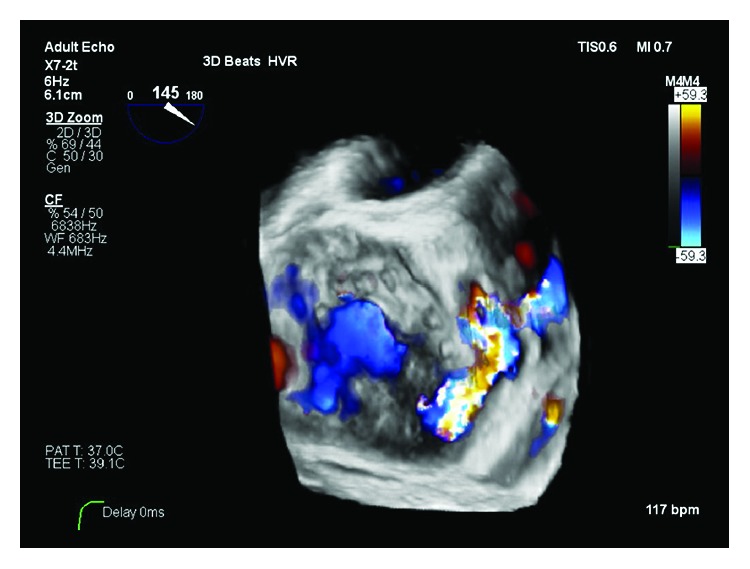 Adult Echo
X7-2t
6Hz
6.1cm
3D Zoom
2D / 3D
% 69 / 44
C 50 / 30
Gen
CF
% 54 / 50
6838Hz
WF 683Hz
4.4MHz
0 145 180
3D Beats HVR
TIS0.6 MI 0.7
M4M4
+59.3
-59.3
PAT T: 37.0C
TEE T: 39.1C
Delay 0ms
117 bpm